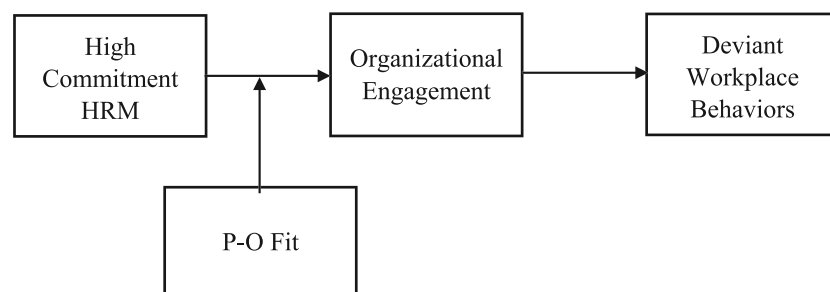 High
Commitment
HRM
Organizational
Engagement
Deviant
Workplace
Behaviors
P-O Fit